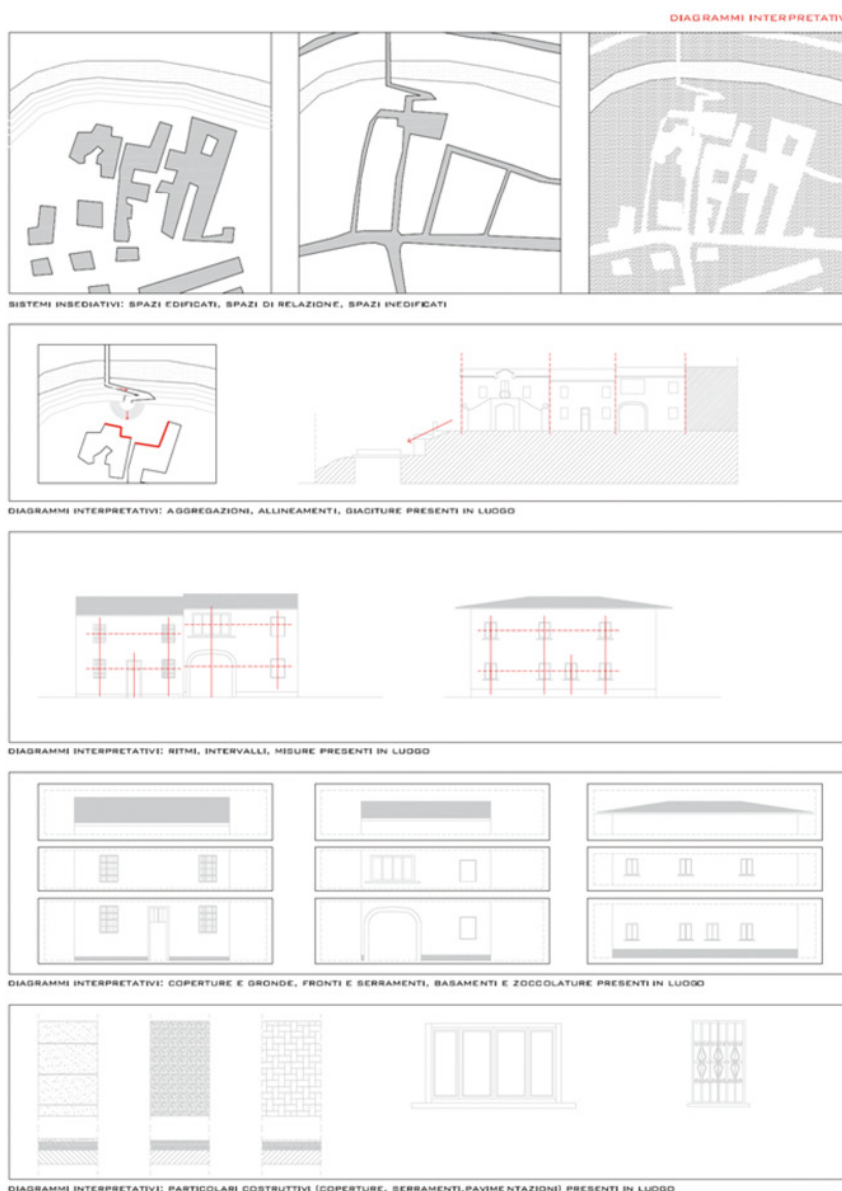 DIAGRAMMI INTERPRETATIV
SISTEMI INSEDIATIVI: SPAZI EDIFICATI, SPAZI DI RELAZIONE, SPAZI INEDIFICATI
DIAGRAMMI INTERPRETATIVI: AGGREGAZIONI, ALLINEAMENTI, GIACITURE PRESENTI IN LUOGO
DIAGRAMMI INTERPRETATIVI: RITMI, INTERVALLI, MISURE PRESENTI IN LUOGO
DIAGRAMMI INTERPRETATIVI: COPERTURE E GRONDE, FRONTI E SERRAMENTI, BASAMENTI E ZOCCOLATURE PRESENTI IN LUOGO
DIAGRAMMI INTERPRETATIVI: PARTICOLARI COSTRUTTIVI (COPERTURE, SERRAMENTI,PAVIMENTAZIONI) PRESENTI IN LUOGO